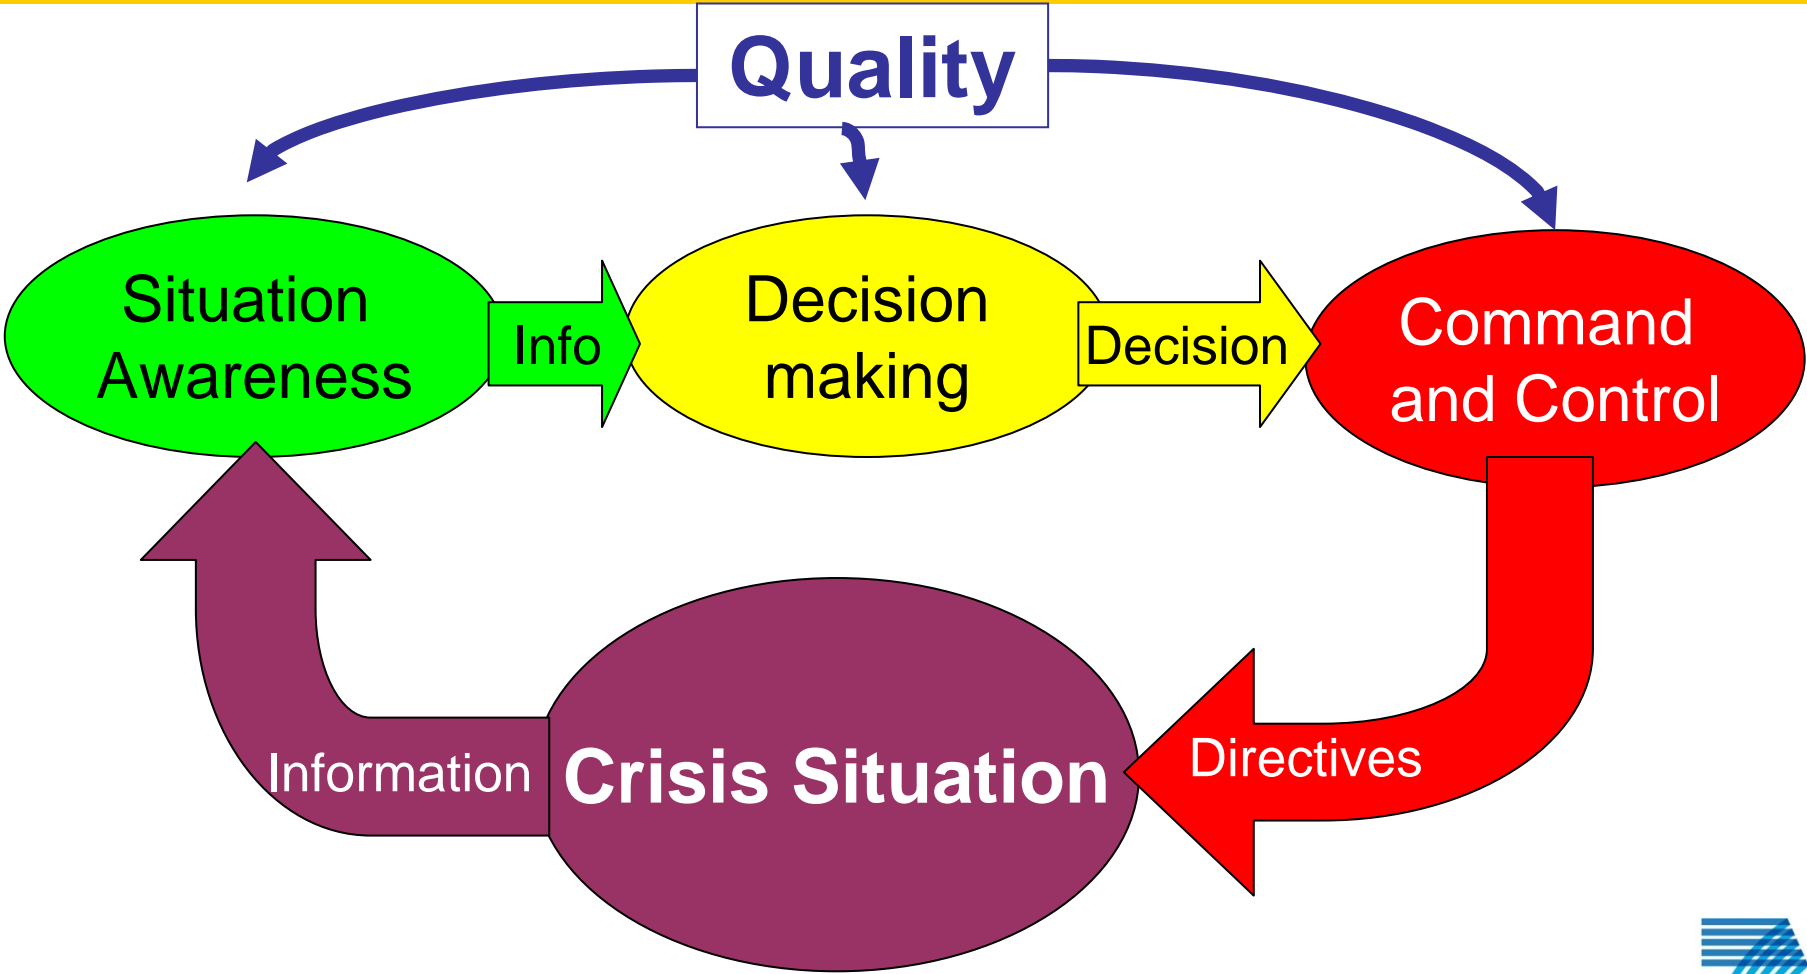 Quality
Situation
Awareness
Info
Decision
making
Decision
Command
and Control
Information
Crisis Situation
Directives